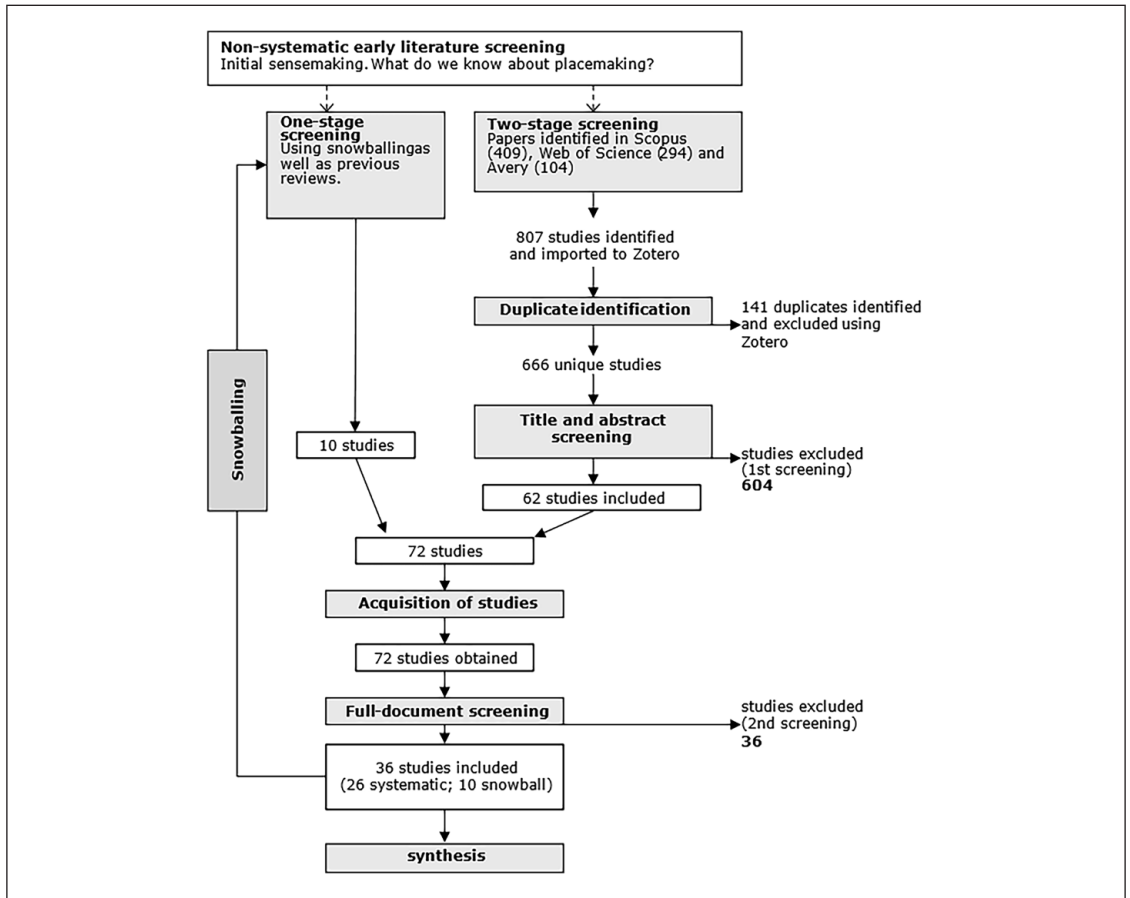 Non-systematic early literature screening
Initial sensemaking. What do we know about placemaking?
One-stage
screening
Using snowballingas
well as previous
reviews.
Two-stage screening
Papers identified in Scopus
(409), Web of Science (294) and
Avery (104)
807 studies identified
and imported to Zotero
Duplicate identification
141 duplicates identified
and excluded using
Zotero
666 unique studies
Title and abstract
screening
studies excluded
(1st screening)
604
Snowballing
10 studies
62 studies included
72 studies
Acquisition of studies
72 studies obtained
Full-document screening
studies excluded
(2nd screening)
36
36 studies included
(26 systematic; 10 snowball)
synthesis